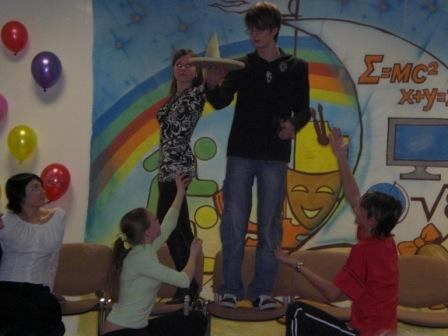 Σ=MC²
x+y=
√